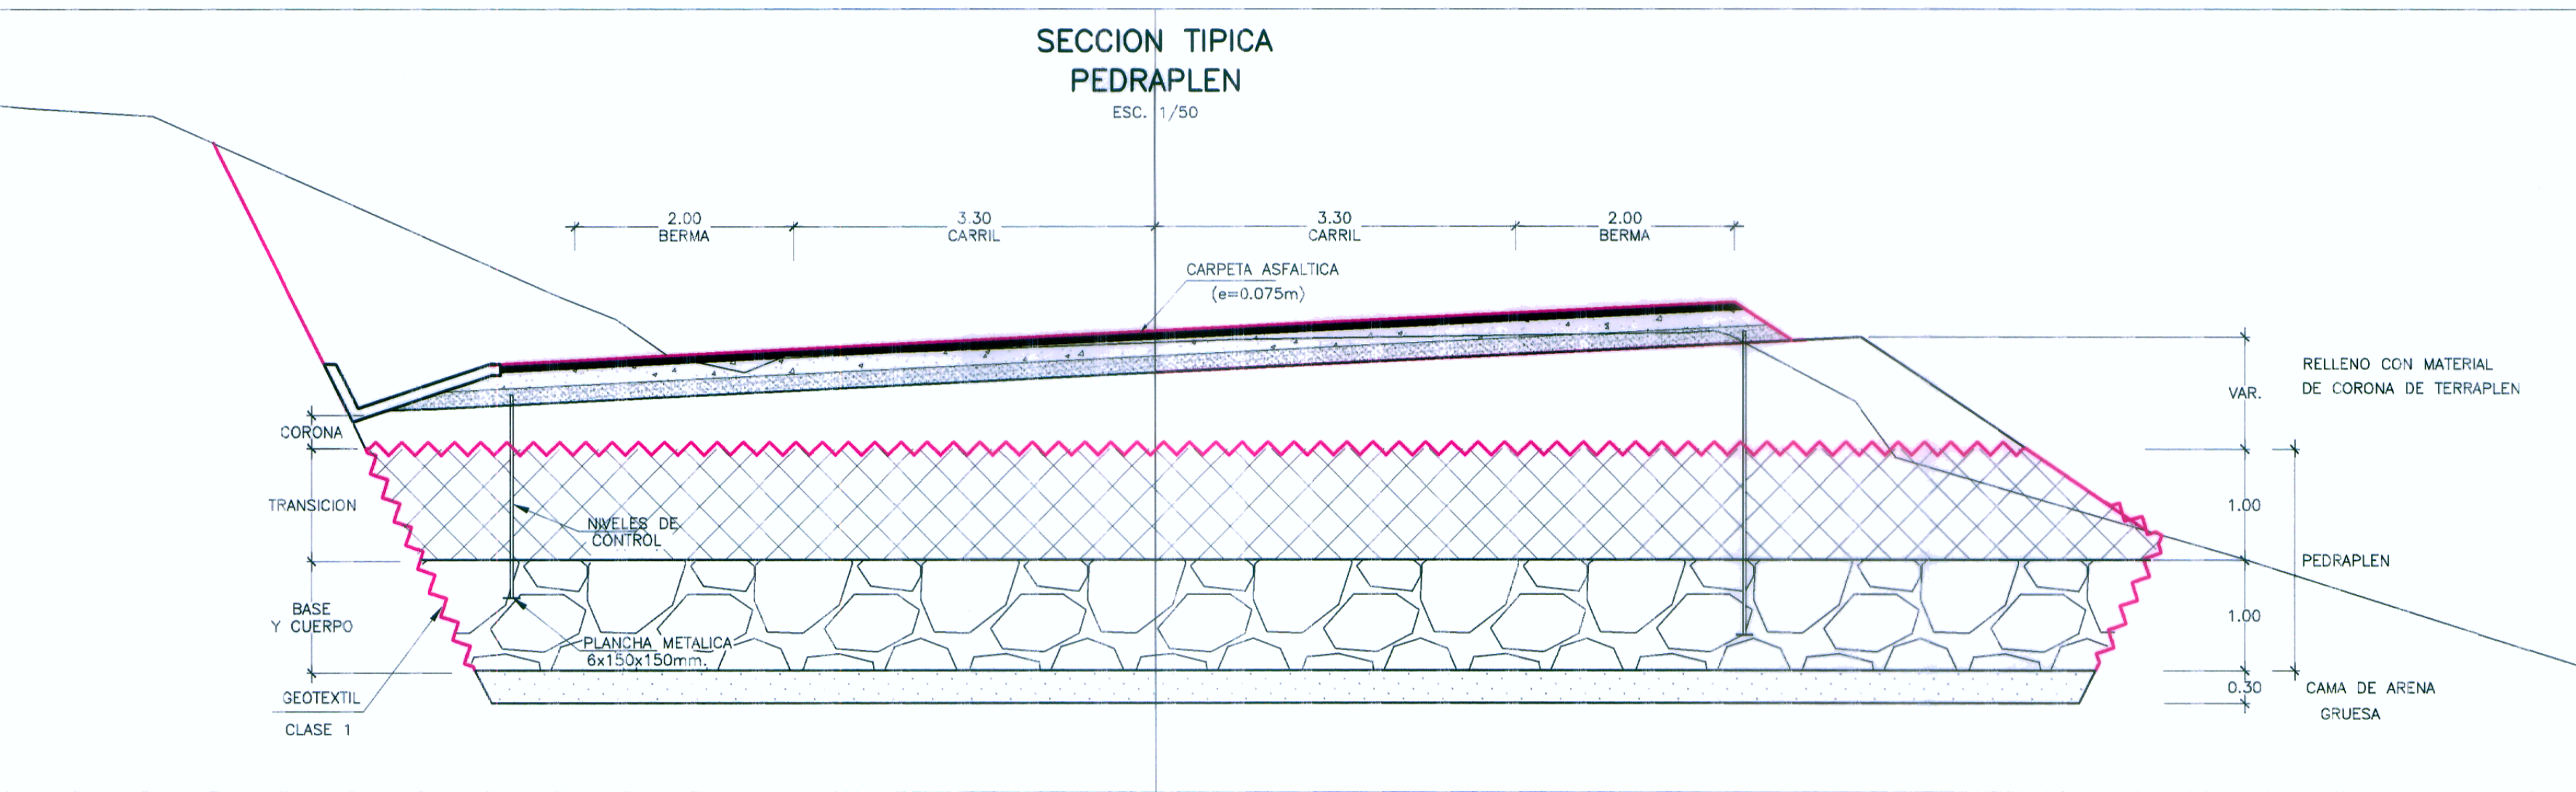 SECCION TIPICA
PEDRAPLEN
ESC. 1/50
2.00
BERMA
3.30
CARRIL
3.30
CARRIL
2.00
BERMA
CARPETA ASFALTICA
(e=0.075m)
RELLENO CON MATERIAL
DE CORONA DE TERRAPLEN
VAR.
CORONA
TRANSICION
1.00
NIVELES DE
CONTROL
PEDRAPLEN
BASE
Y CUERPO
1.00
PLANCHA METALICA
6x150x150mm.
GEOTEXTIL
CLASE 1
0.30
CAMA DE ARENA
GRUESA